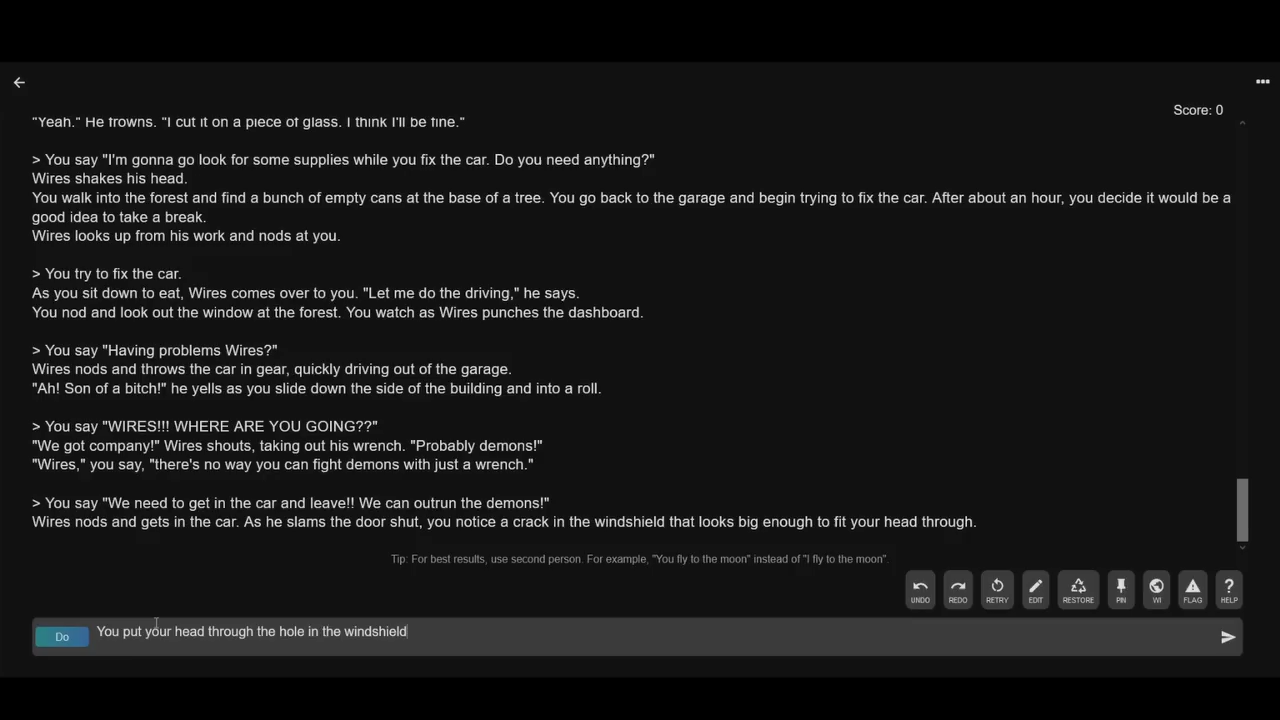 Score: 0
"Yeah." He frowns. "I cut it on a piece of glass. I think I'll be fine."
> You say "I'm gonna go look for some supplies while you fix the car. Do you need anything?"
Wires shakes his head.
You walk into the forest and find a bunch of empty cans at the base of a tree. You go back to the garage and begin trying to fix the car. After about an hour, you decide it would be a
good idea to take a break.
Wires looks up from his work and nods at you.
> You try to fix the car.
As you sit down to eat, Wires comes over to you. "Let me do the driving," he says.
You nod and look out the window at the forest. You watch as Wires punches the dashboard.
> You say "Having problems Wires?"
Wires nods and throws the car in gear, quickly driving out of the garage.
"Ah! Son of a bitch!" he yells as you slide down the side of the building and into a roll.
> You say "WIRES!!! WHERE ARE YOU GOING??"
"We got company!" Wires shouts, taking out his wrench. "Probably demons!"
"Wires," you say, "there's no way you can fight demons with just a wrench."
> You say "We need to get in the car and leave!! We can outrun the demons!"
Wires nods and gets in the car. As he slams the door shut, you notice a crack in the windshield that looks big enough to fit your head through.
Tip: For best results, use second person. For example, "You fly to the moon" instead of "I fly to the moon".
UNDO REDO RETRY EDIT RESTORE PIN WI FLAG HELP
Do You put your head through the hole in the windshield